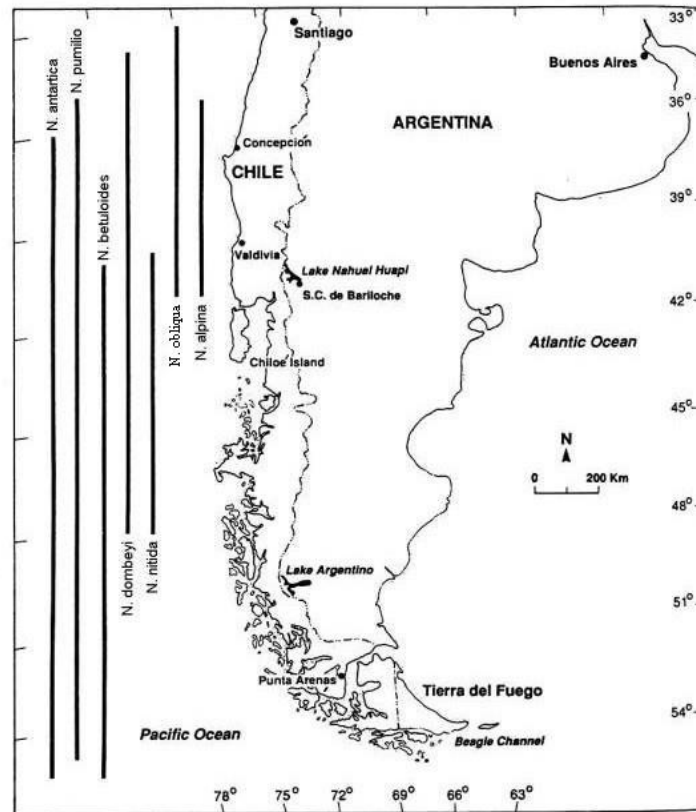 N. antartica
N. pumilio
N. betuloides
N. dombeyi
N. nitida
N. obliqua
N. alpina
Santiago
Buenos Aires
ARGENTINA
Concepción
CHILE
Valdivia
Lake Nahual Huapi
S.C. de Bariloche
Chiloe Island
Atlantic Ocean
N
0 200 Km
Lake Argentino
Punta Arenas
Tierra del Fuego
Pacific Ocean
Beagle Channel
33°
36°
39°
42°
45°
48°
51°
54°
78° 75° 72° 69° 66° 63°